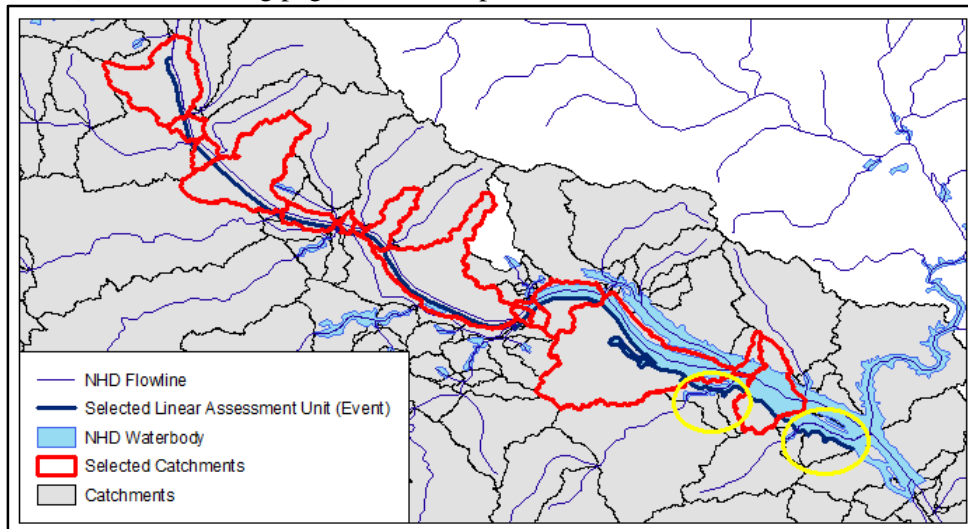 NHD Flowline
Selected Linear Assessment Unit (Event)
NHD Waterbody
Selected Catchments
Catchments